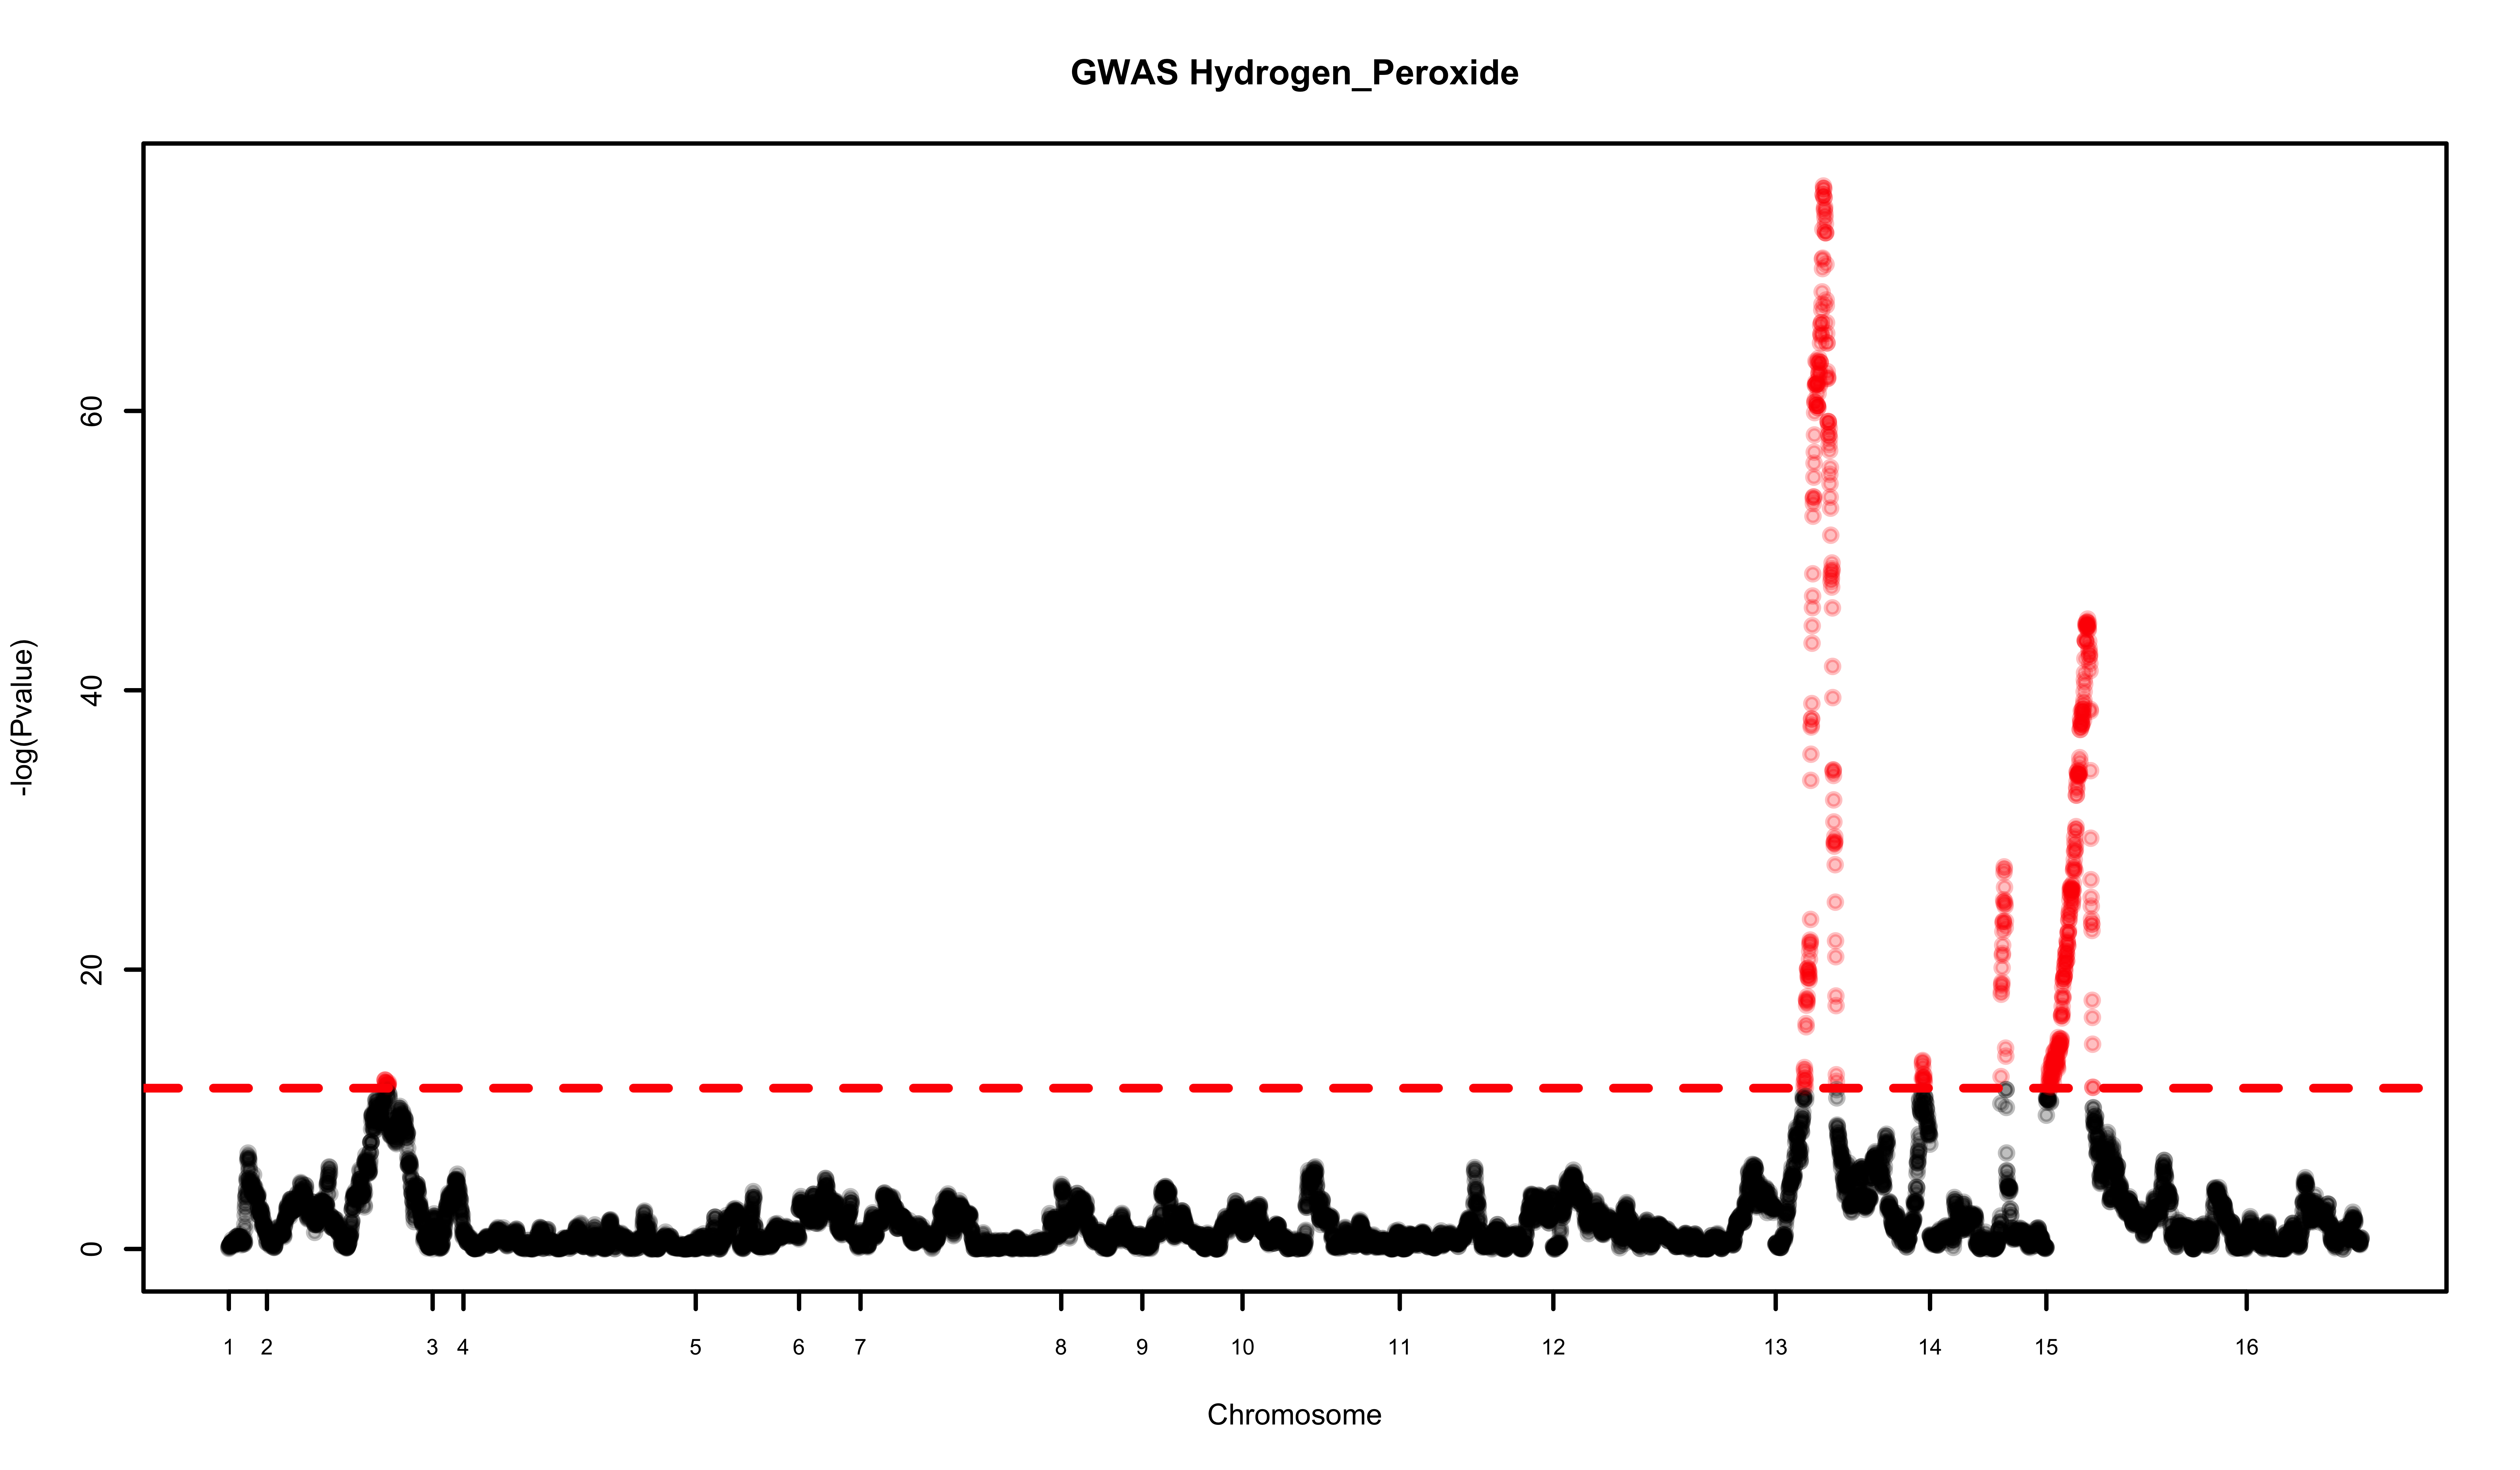 GWAS Hydrogen_Peroxide
-log(Pvalue)
60
40
20
0
1 2 3 4 5 6 7 8 9 10 11 12 13 14 15 16
Chromosome